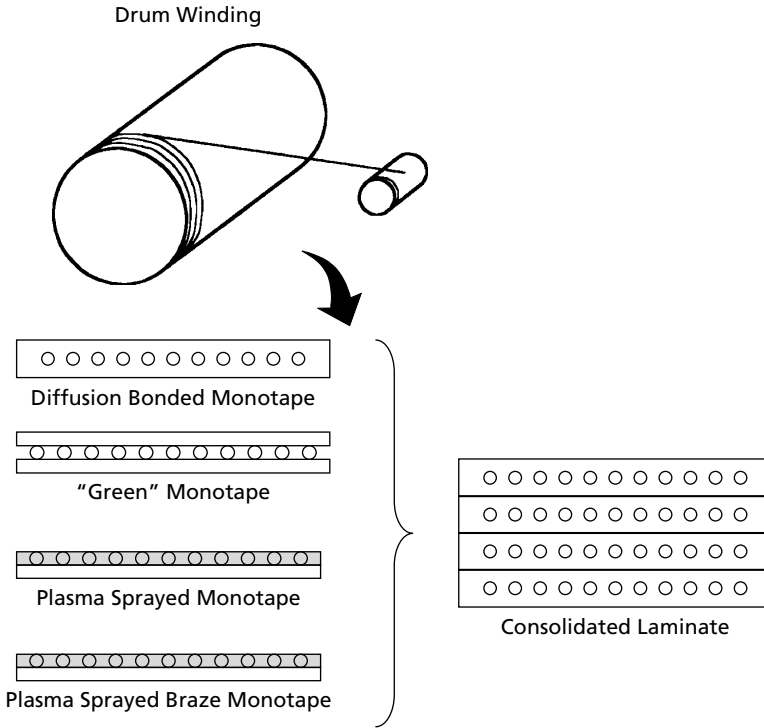 Drum Winding
Diffusion Bonded Monotape
“Green” Monotape
Plasma Sprayed Monotape
Plasma Sprayed Braze Monotape
Consolidated Laminate